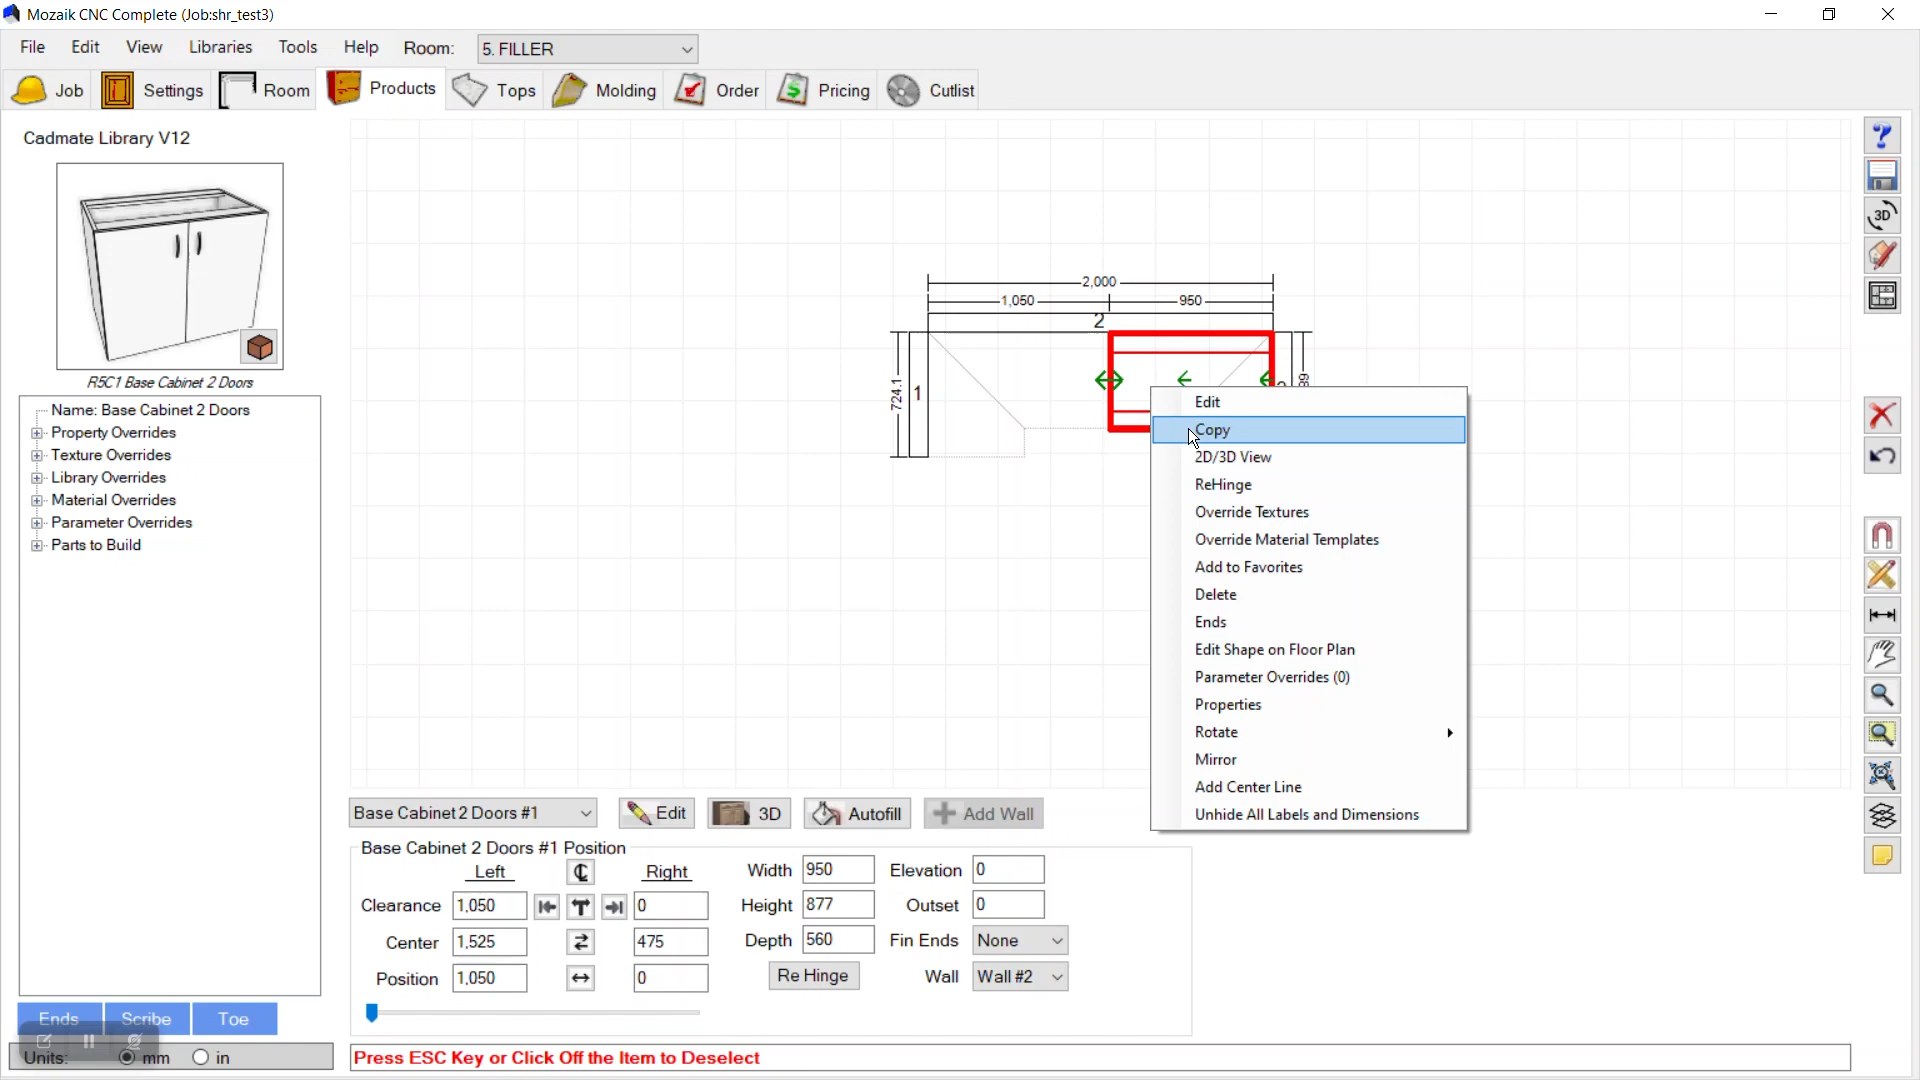 Mozaik CNC Complete (Job:shr_test3)
File Edit View Libraries Tools Help Room: 5. FILLER
Job Settings Room Products Tops Molding Order Pricing Cutlist
Cadmate Library V12
R5C1 Base Cabinet 2 Doors
Name: Base Cabinet 2 Doors
Property Overrides
Texture Overrides
Library Overrides
Material Overrides
Parameter Overrides
Parts to Build
2,000
1,050 950
2
724.1
1
3D
Edit
Copy
2D/3D View
ReHinge
Override Textures
Override Material Templates
Add to Favorites
Delete
Ends
Edit Shape on Floor Plan
Parameter Overrides (0)
Properties
Rotate
Mirror
Add Center Line
Unhide All Labels and Dimensions
Base Cabinet 2 Doors #1 Edit 3D Autofill Add Wall
Base Cabinet 2 Doors #1 Position
Left Right Width 950 Elevation 0
Clearance 1,050 0 Height 877 Outset 0
Center 1,525 475 Depth 560 Fin Ends None
Position 1,050 0 Re Hinge Wall Wall #2
Ends Scribe Toe
Units: mm in
Press ESC Key or Click Off the Item to Deselect